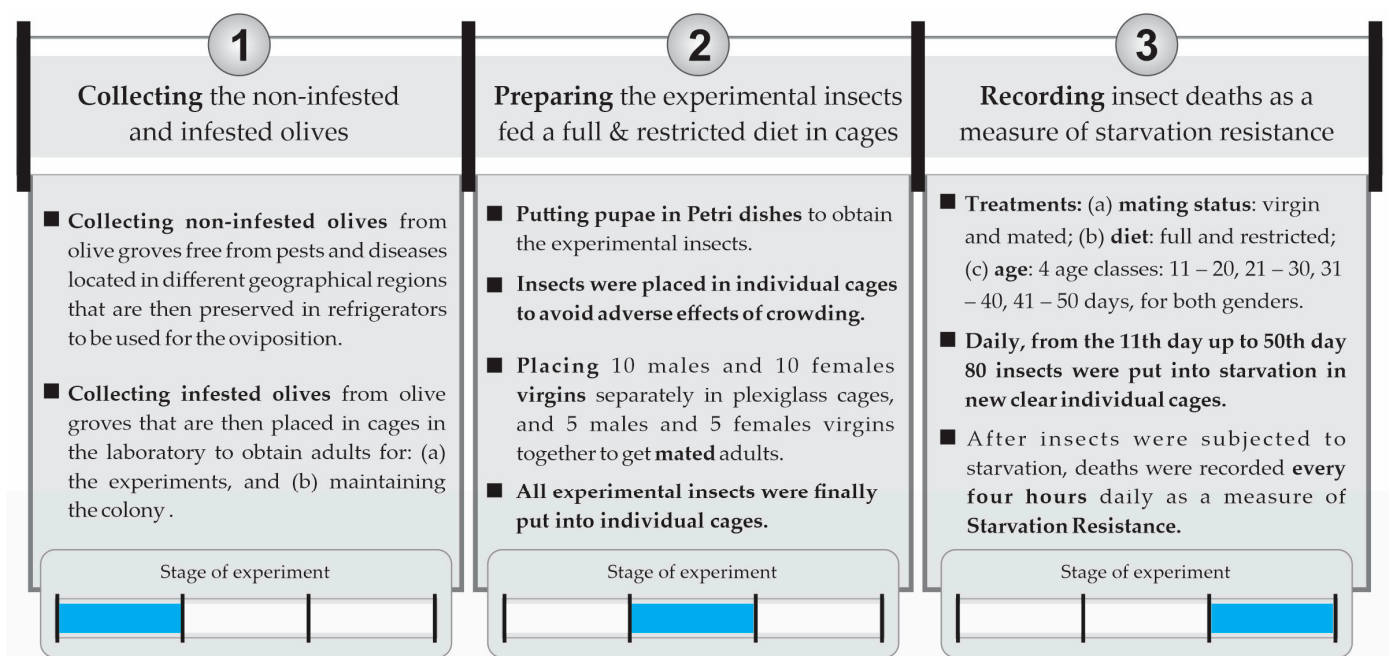 1
Collecting the non-infested
and infested olives
■ Collecting non-infested olives from
olive groves free from pests and diseases
located in different geographical regions
that are then preserved in refrigerators
to be used for the oviposition.
■ Collecting infested olives from olive
groves that are then placed in cages in
the laboratory to obtain adults for: (a)
the experiments, and (b) maintaining
the colony .
Stage of experiment
2
Preparing the experimental insects
fed a full & restricted diet in cages
■ Putting pupae in Petri dishes to obtain
the experimental insects.
■ Insects were placed in individual cages
to avoid adverse effects of crowding.
■ Placing 10 males and 10 females
virgins separately in plexiglass cages,
and 5 males and 5 females virgins
together to get mated adults.
■ All experimental insects were finally
put into individual cages.
Stage of experiment
3
Recording insect deaths as a
measure of starvation resistance
■ Treatments: (a) mating status: virgin
and mated; (b) diet: full and restricted;
(c) age: 4 age classes: 11 – 20, 21 – 30, 31
– 40, 41 – 50 days, for both genders.
■ Daily, from the 11th day up to 50th day
80 insects were put into starvation in
new clear individual cages.
■ After insects were subjected to
starvation, deaths were recorded every
four hours daily as a measure of
Starvation Resistance.
Stage of experiment